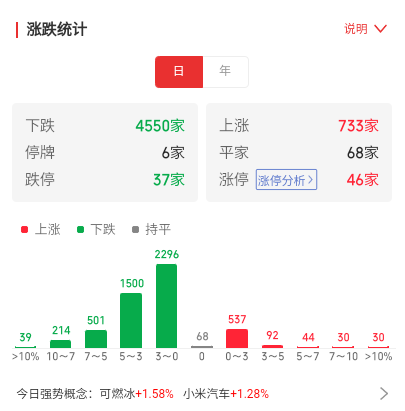 涨跌统计 说明
日 年
下跌 4550家 上涨 733家
停牌 6家 平家 68家
跌停 37家 涨停 涨停分析 46家
上涨 下跌 持平
39 214 501 1500 2296 68 537 92 44 30 30
>10% 10～7 7～5 5～3 3～0 0 0～3 3～5 5～7 7～10 >10%
今日强势概念：可燃冰+1.58% 小米汽车+1.28%